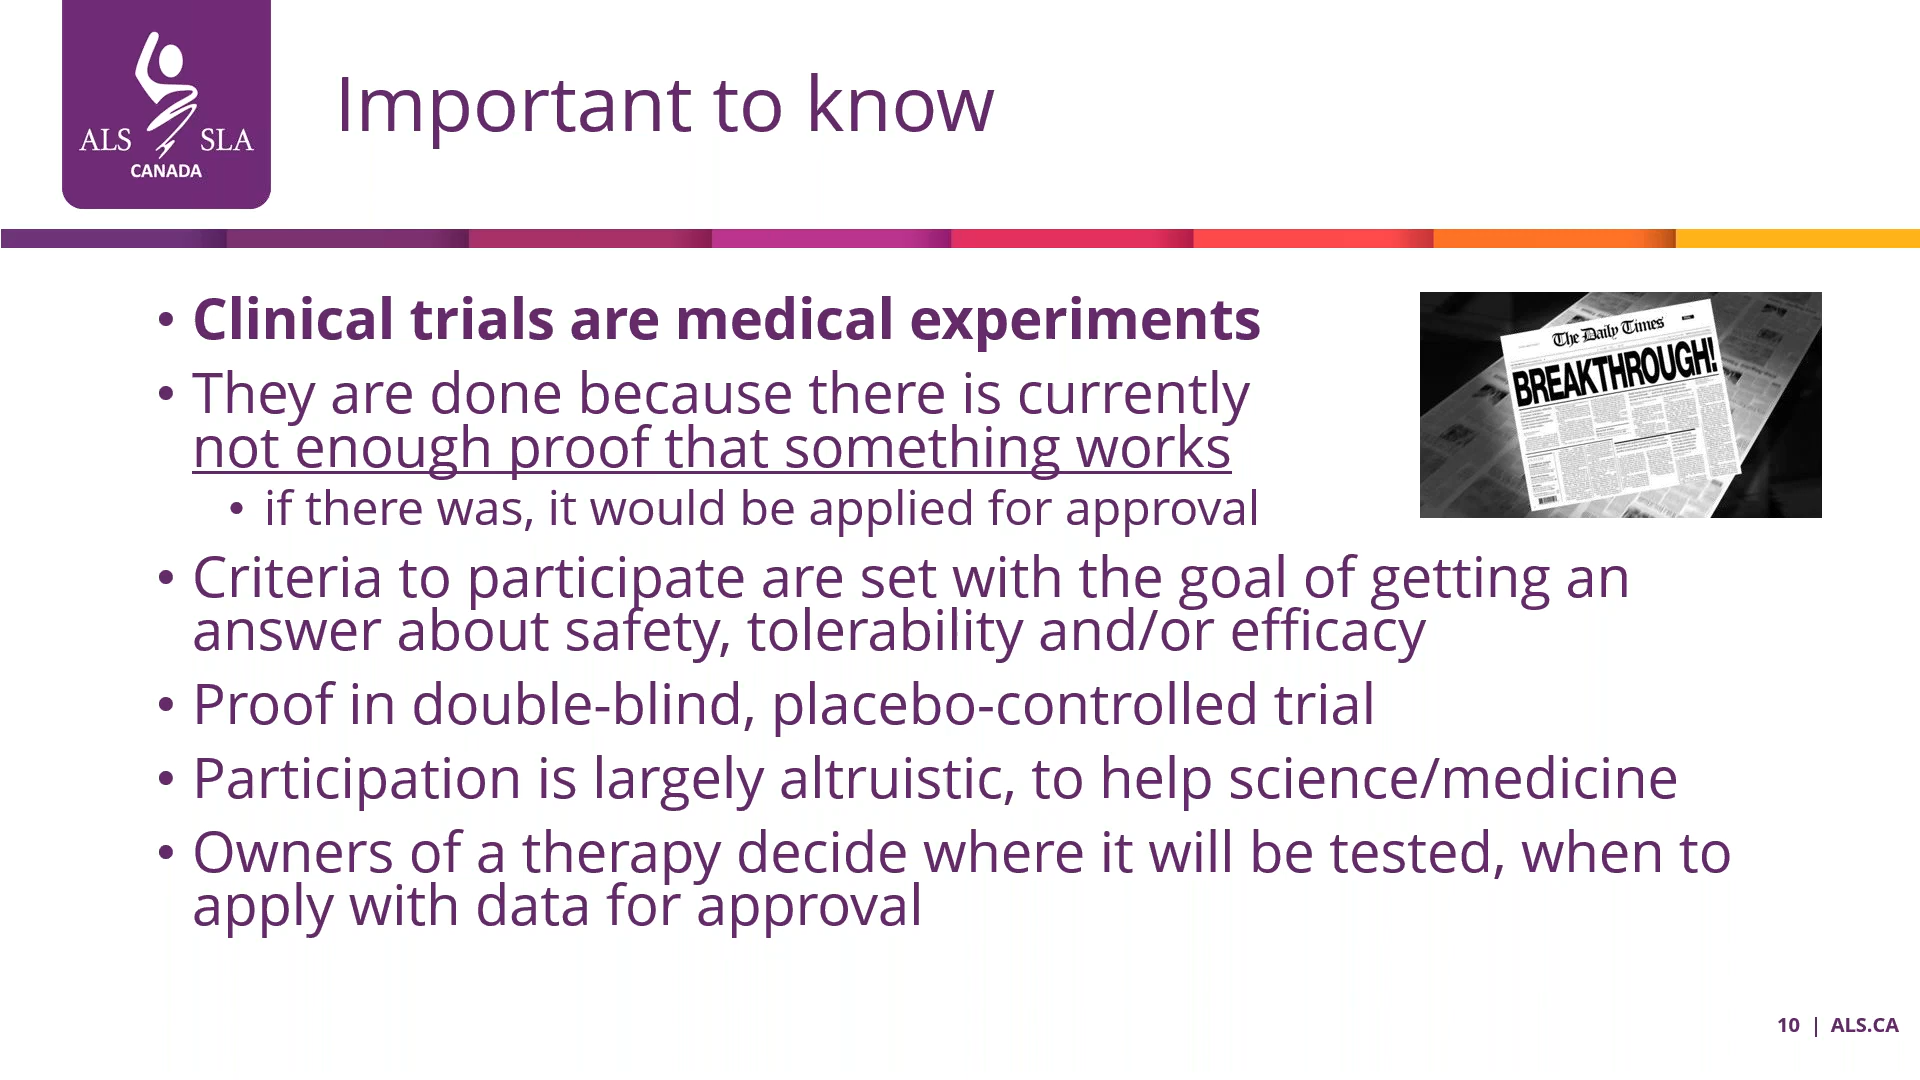 ALS SLA
CANADA
Important to know
• Clinical trials are medical experiments
• They are done because there is currently
not enough proof that something works
• if there was, it would be applied for approval
The Daily Times
BREAKTHROUGH!
• Criteria to participate are set with the goal of getting an
answer about safety, tolerability and/or efficacy
• Proof in double-blind, placebo-controlled trial
• Participation is largely altruistic, to help science/medicine
• Owners of a therapy decide where it will be tested, when to
apply with data for approval
10 | ALS.CA